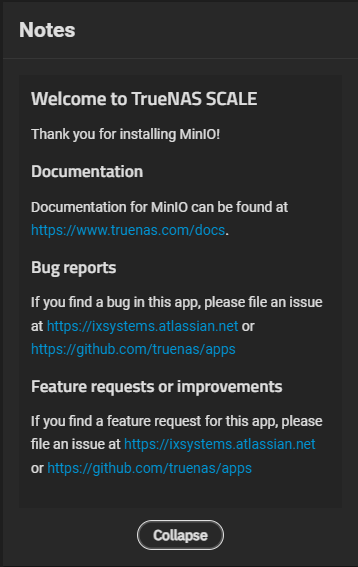 Notes
Welcome to TrueNAS SCALE
Thank you for installing MinIO!
Documentation
Documentation for MinIO can be found at
https://www.truenas.com/docs.
Bug reports
If you find a bug in this app, please file an issue
at https://ixsystems.atlassian.net or
https://github.com/truenas/apps
Feature requests or improvements
If you find a feature request for this app, please
file an issue at https://ixsystems.atlassian.net
or https://github.com/truenas/apps
Collapse